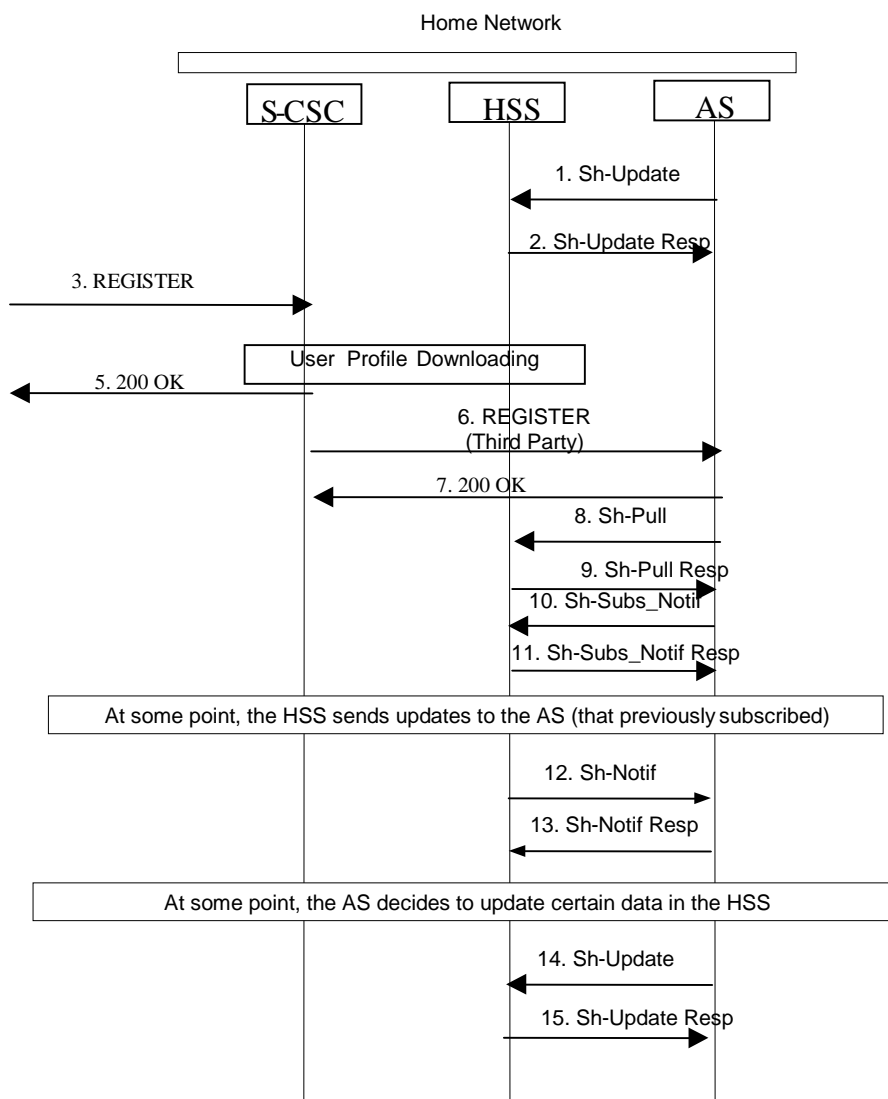 Home Network
S-CSC
HSS
AS
1. Sh-Update
2. Sh-Update Resp
3. REGISTER
User Profile Downloading
5. 200 OK
6. REGISTER
(Third Party)
7. 200 OK
8. Sh-Pull
9. Sh-Pull Resp
10. Sh-Subs_Notif
11. Sh-Subs_Notif Resp
At some point, the HSS sends updates to the AS (that previously subscribed)
12. Sh-Notif
13. Sh-Notif Resp
At some point, the AS decides to update certain data in the HSS
14. Sh-Update
15. Sh-Update Resp